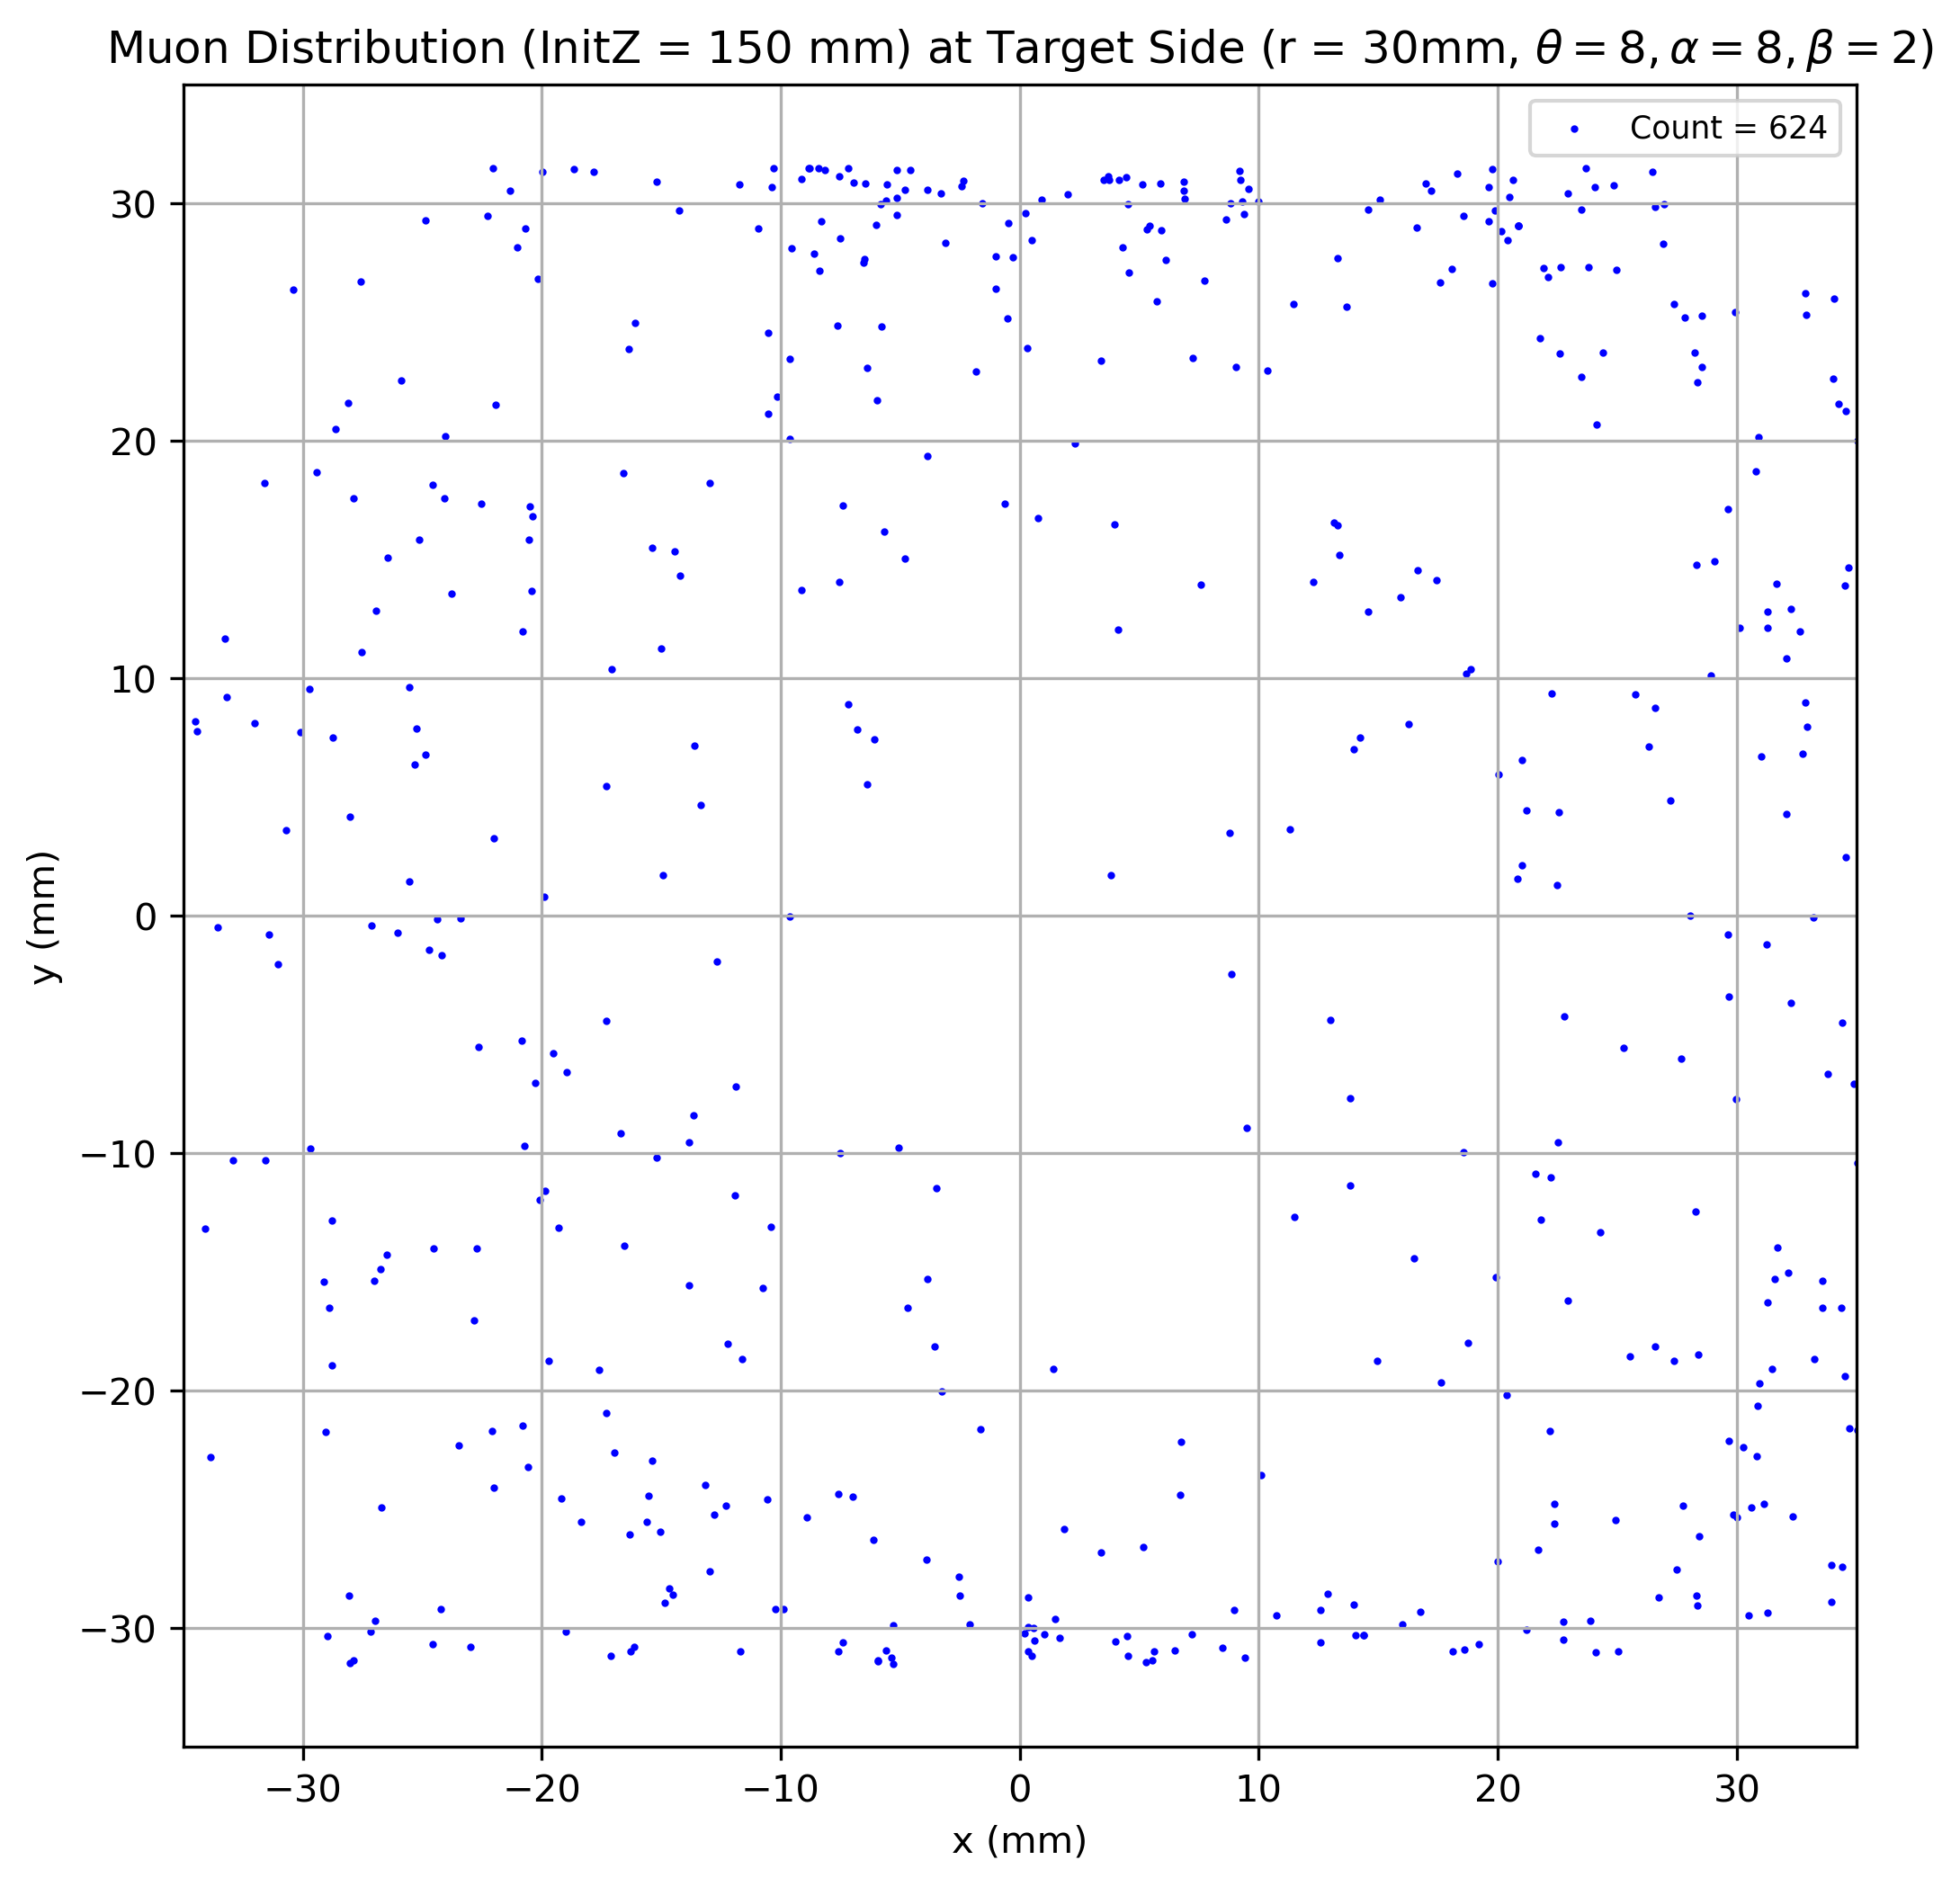 Muon Distribution (InitZ = 150 mm) at Target Side (r = 30mm, θ = 8, α = 8, β = 2)
Count = 624
y (mm)
30
20
10
0
−10
−20
−30
−30 −20 −10 0 10 20 30
x (mm)